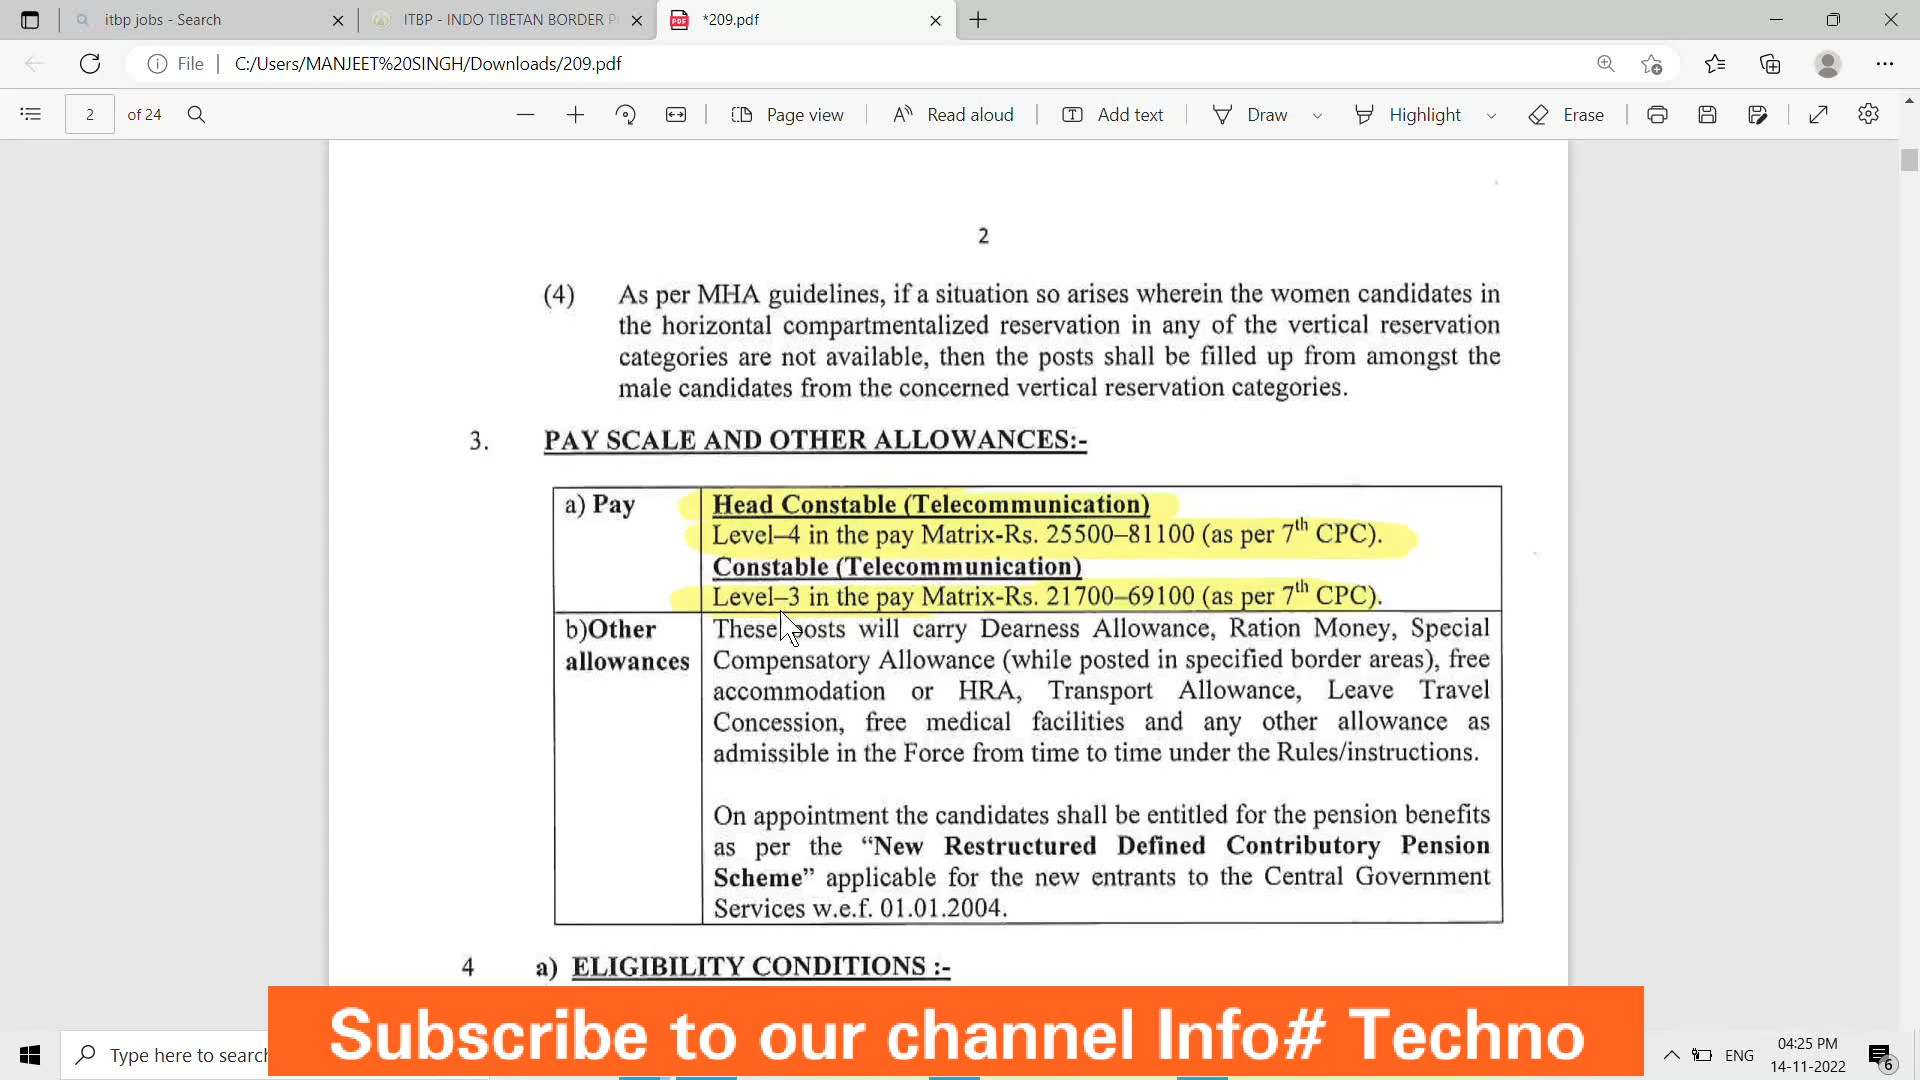 itbp jobs - Search
ITBP - INDO TIBETAN BORDER P
*209.pdf
File
C:/Users/MANJEET%20SINGH/Downloads/209.pdf
2 of 24
Page view
Read aloud
Add text
Draw
Highlight
Erase
2
(4) As per MHA guidelines, if a situation so arises wherein the women candidates in
the horizontal compartmentalized reservation in any of the vertical reservation
categories are not available, then the posts shall be filled up from amongst the
male candidates from the concerned vertical reservation categories.
3. PAY SCALE AND OTHER ALLOWANCES:-
a) Pay
Head Constable (Telecommunication)
Level–4 in the pay Matrix-Rs. 25500–81100 (as per 7th CPC).
Constable (Telecommunication)
Level–3 in the pay Matrix-Rs. 21700–69100 (as per 7th CPC).
b)Other
allowances
These posts will carry Dearness Allowance, Ration Money, Special
Compensatory Allowance (while posted in specified border areas), free
accommodation or HRA, Transport Allowance, Leave Travel
Concession, free medical facilities and any other allowance as
admissible in the Force from time to time under the Rules/instructions.
On appointment the candidates shall be entitled for the pension benefits
as per the “New Restructured Defined Contributory Pension
Scheme” applicable for the new entrants to the Central Government
Services w.e.f. 01.01.2004.
4 a) ELIGIBILITY CONDITIONS :-
Subscribe to our channel Info# Techno
Type here to search
ENG
04:25 PM
14-11-2022
6